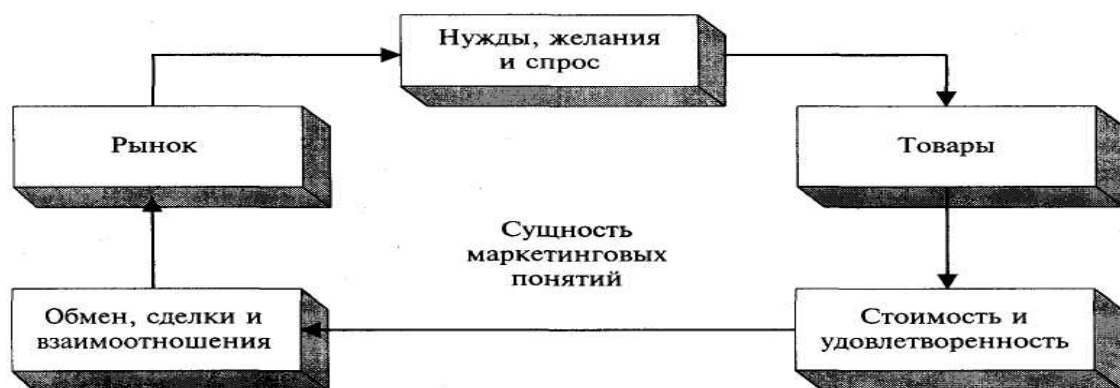 Нужды, желания
и спрос
Рынок
Товары
Сущность
маркетинговых
понятий
Обмен, сделки и
взаимоотношения
Стоимость и
удовлетворенность